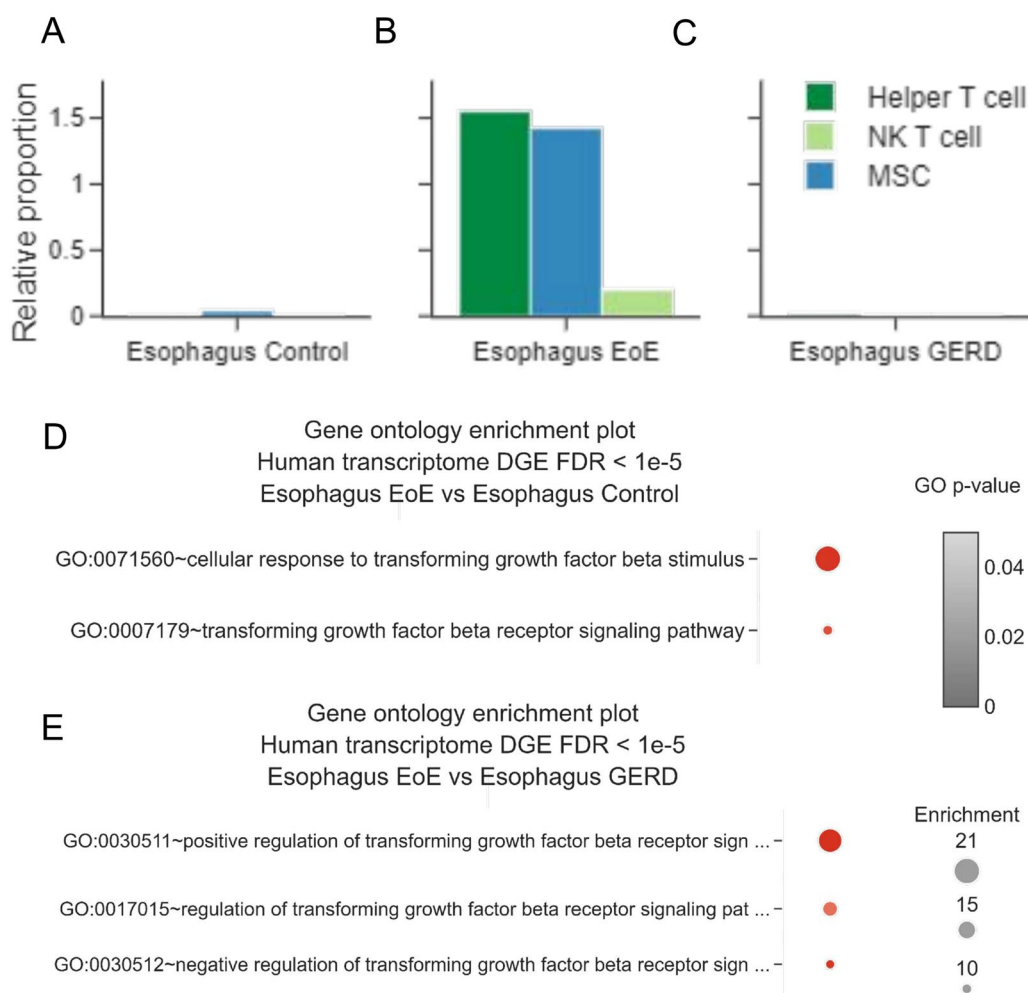 A
B
C
Relative proportion
1.5
1
0.5
0
Esophagus Control
Esophagus EoE
Esophagus GERD
Helper T cell
NK T cell
MSC
D
Gene ontology enrichment plot
Human transcriptome DGE FDR < 1e-5
Esophagus EoE vs Esophagus Control
GO:0071560~cellular response to transforming growth factor beta stimulus
GO:0007179~transforming growth factor beta receptor signaling pathway
GO p-value
0.04
0.02
0
E
Gene ontology enrichment plot
Human transcriptome DGE FDR < 1e-5
Esophagus EoE vs Esophagus GERD
GO:0030511~positive regulation of transforming growth factor beta receptor sign ...
GO:0017015~regulation of transforming growth factor beta receptor signaling pat ...
GO:0030512~negative regulation of transforming growth factor beta receptor sign ...
Enrichment
21
15
10